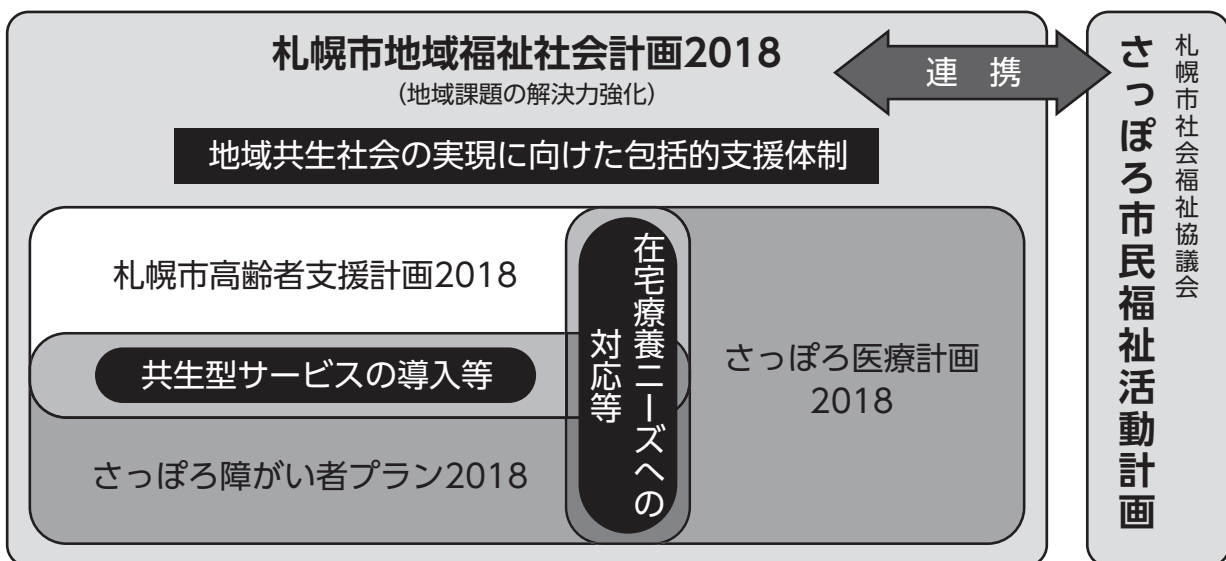 札幌市地域福祉社会計画2018
（地域課題の解決力強化）
連　携
地域共生社会の実現に向けた包括的支援体制
札幌市高齢者支援計画2018
共生型サービスの導入等
さっぽろ障がい者プラン2018
在宅療養ニーズへの
対応等
さっぽろ医療計画
2018
札幌市社会福祉協議会
さっぽろ市民福祉活動計画